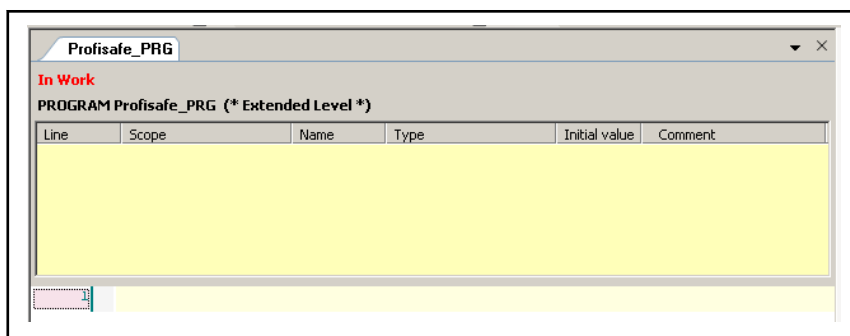 Profisafe_PRG
In Work
PROGRAM Profisafe_PRG (* Extended Level *)
Line Scope Name Type Initial value Comment
1